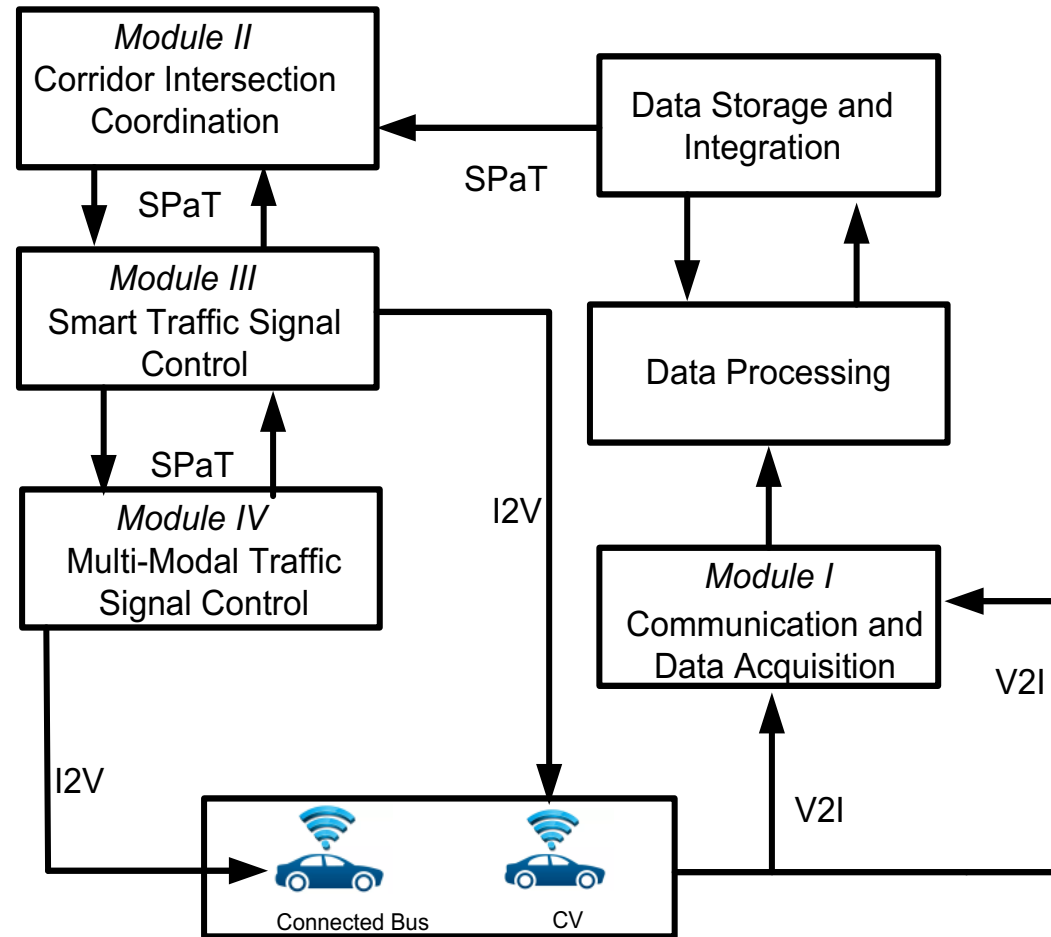 Module II
Corridor Intersection
Coordination
Data Storage and
Integration
SPaT
SPaT
Module III
Smart Traffic Signal
Control
Data Processing
SPaT
I2V
Module IV
Multi-Modal Traffic
Signal Control
Module I
Communication and
Data Acquisition
V2I
I2V
V2I
Connected Bus
CV